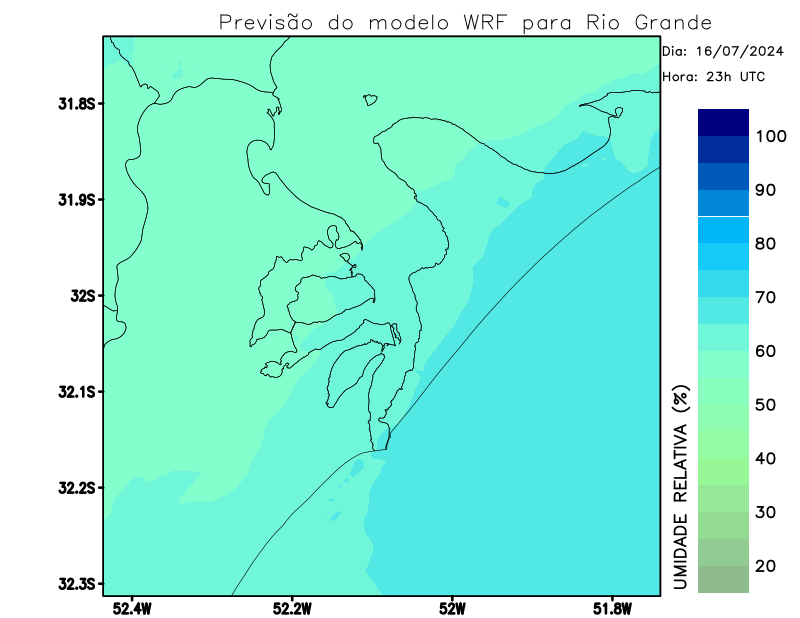 Previsão do modelo WRF para Rio Grande
Dia: 16/07/2024
Hora: 23h UTC
31.8S
31.9S
32S
32.1S
32.2S
32.3S
52.4W
52.2W
52W
51.8W
100
90
80
70
60
50
40
30
20
UMIDADE RELATIVA (%)